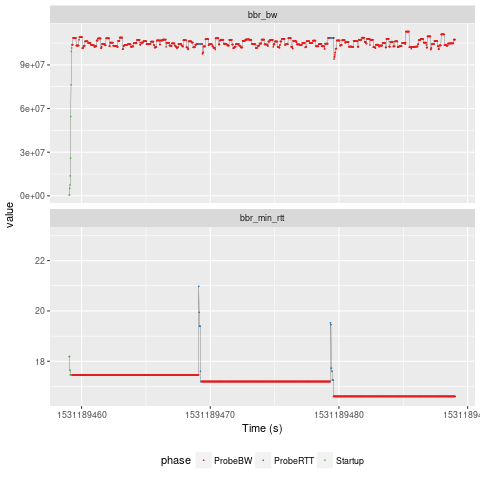 bbr_bw
9e+07
6e+07
3e+07
0e+00
value
bbr_min_rtt
22
20
18
1531189460 1531189470 1531189480 15311894
Time (s)
phase ProbeBW ProbeRTT Startup